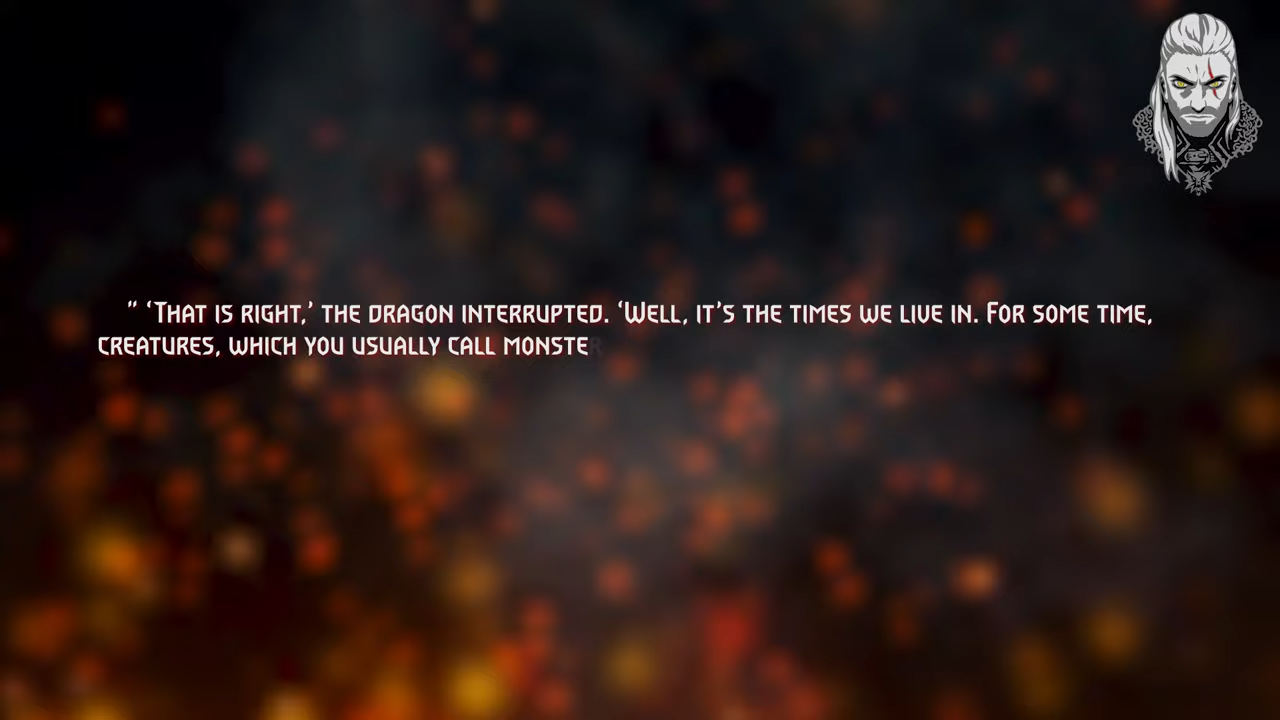 " ‘That is right,’ the dragon interrupted. ‘Well, it’s the times we live in. For some time,
creatures, which you usually call monster